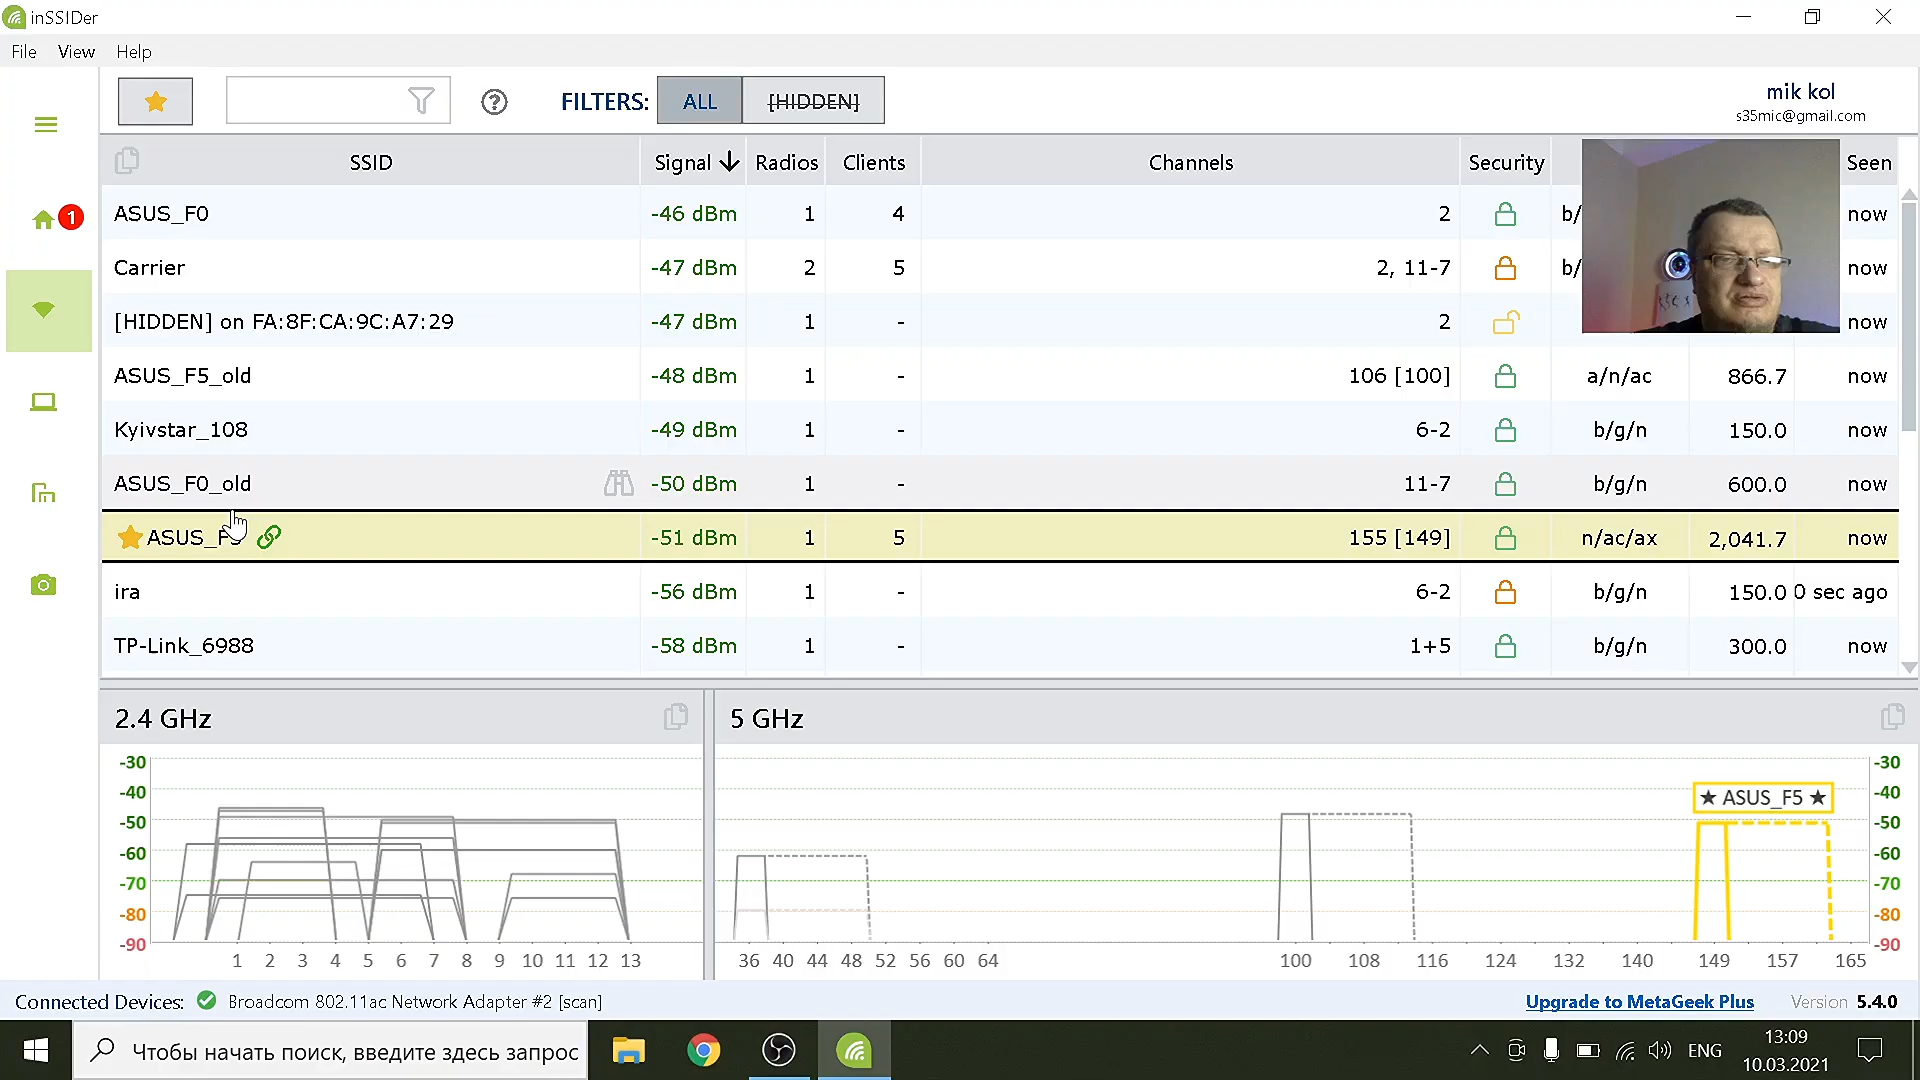 inSSIDer
File View Help
FILTERS: ALL [HIDDEN]
mik kol
s35mic@gmail.com
1
SSID Signal Radios Clients Channels Security Seen
ASUS_F0 -46 dBm 1 4 2 b/ now
Carrier -47 dBm 2 5 2, 11-7 b/ now
[HIDDEN] on FA:8F:CA:9C:A7:29 -47 dBm 1 - 2 now
ASUS_F5_old -48 dBm 1 - 106 [100] a/n/ac 866.7 now
Kyivstar_108 -49 dBm 1 - 6-2 b/g/n 150.0 now
ASUS_F0_old -50 dBm 1 - 11-7 b/g/n 600.0 now
ASUS_F5 -51 dBm 1 5 155 [149] n/ac/ax 2,041.7 now
ira -56 dBm 1 - 6-2 b/g/n 150.0 0 sec ago
TP-Link_6988 -58 dBm 1 - 1+5 b/g/n 300.0 now
2.4 GHz
-30
-40
-50
-60
-70
-80
-90
1 2 3 4 5 6 7 8 9 10 11 12 13
5 GHz
★ ASUS_F5 ★
-30
-40
-50
-60
-70
-80
-90
36 40 44 48 52 56 60 64 100 108 116 124 132 140 149 157 165
Connected Devices: Broadcom 802.11ac Network Adapter #2 [scan]
Upgrade to MetaGeek Plus Version 5.4.0
Чтобы начать поиск, введите здесь запрос
ENG
13:09
10.03.2021